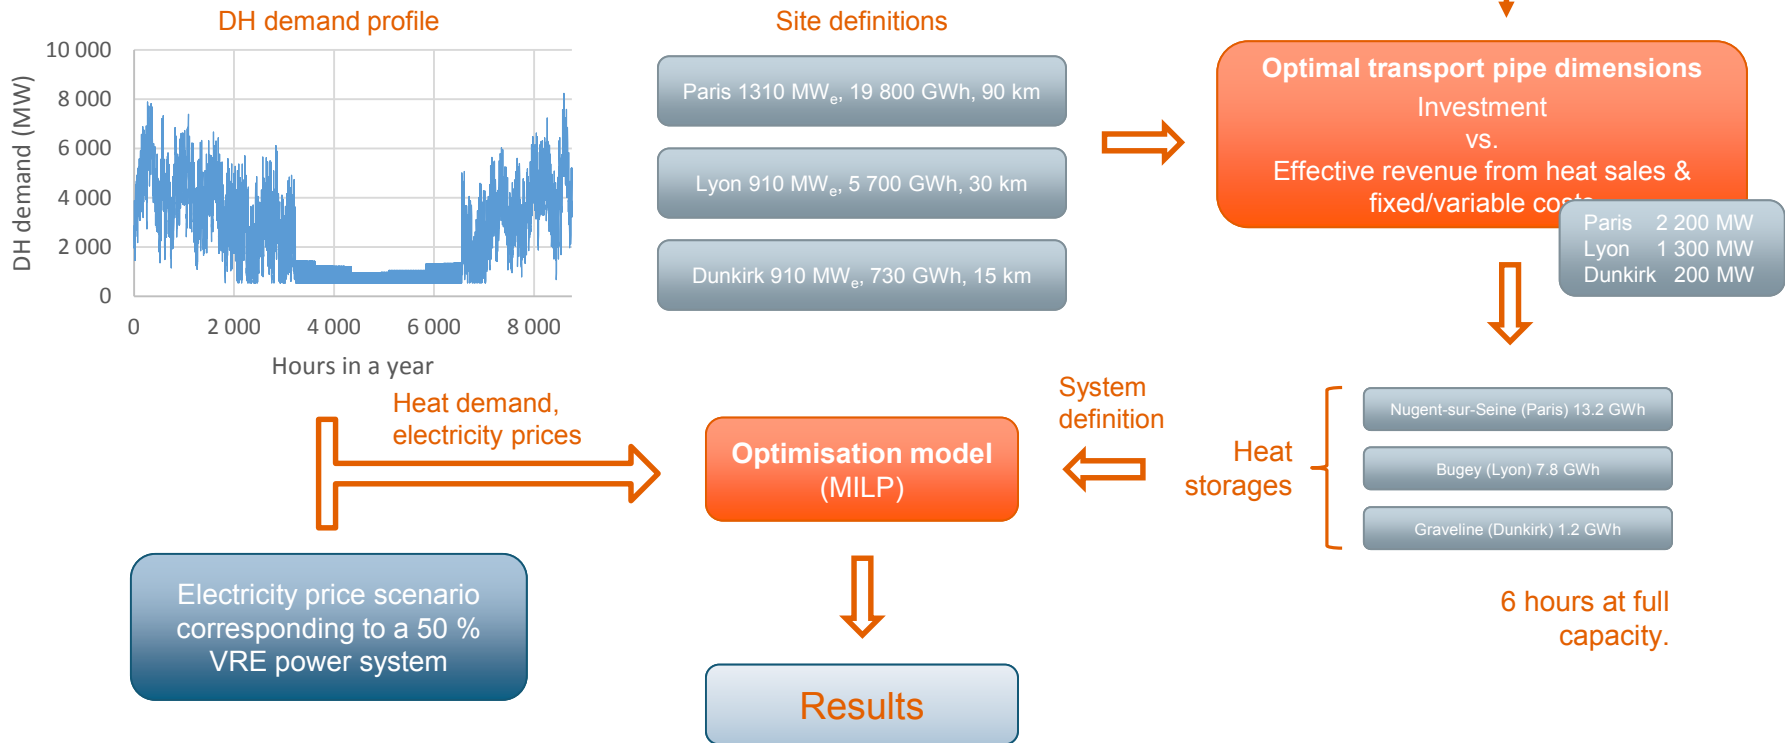 DH demand profile
10 000
8 000
6 000
4 000
2 000
0
DH demand (MW)
0 2 000 4 000 6 000 8 000
Hours in a year
Site definitions
Paris 1310 MWe, 19 800 GWh, 90 km
Lyon 910 MWe, 5 700 GWh, 30 km
Dunkirk 910 MWe, 730 GWh, 15 km
Optimal transport pipe dimensions
Investment
vs.
Effective revenue from heat sales &
fixed/variable costs
Paris 2 200 MW
Lyon 1 300 MW
Dunkirk 200 MW
Heat demand,
electricity prices
Optimisation model
(MILP)
System
definition
Heat
storages
Nugent-sur-Seine (Paris) 13.2 GWh
Bugey (Lyon) 7.8 GWh
Graveline (Dunkirk) 1.2 GWh
6 hours at full
capacity.
Electricity price scenario
corresponding to a 50 %
VRE power system
Results